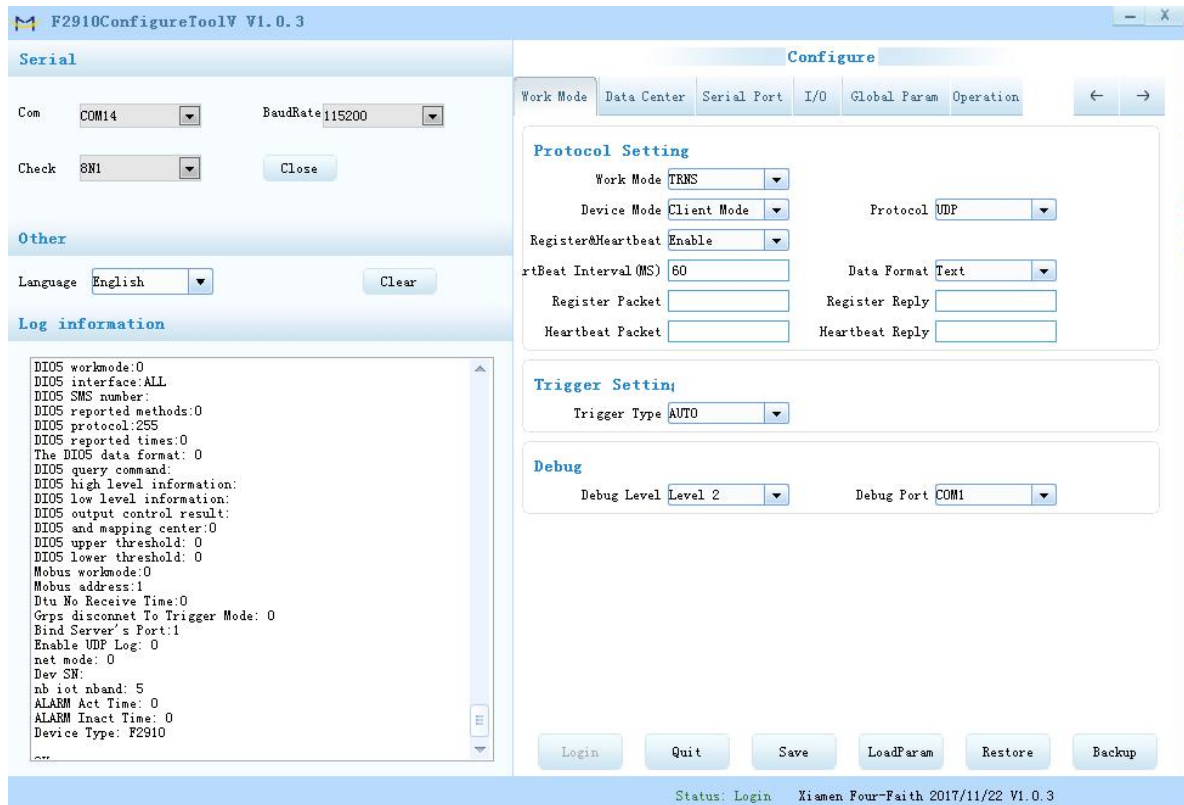 F2910ConfigureToolV V1.0.3
Serial
Com COM14 BaudRate 115200
Check 8N1 Close
Other
Language English Clear
Log information
DIO5 workmode:0
DIO5 interface:ALL
DIO5 SMS number:
DIO5 reported methods:0
DIO5 protocol:255
DIO5 reported times:0
The DIO5 data format: 0
DIO5 query command:
DIO5 high level information:
DIO5 low level information:
DIO5 output control result:
DIO5 and mapping center:0
DIO5 upper threshold: 0
DIO5 lower threshold: 0
Mobus workmode:0
Mobus address:1
Dtu No Receive Time:0
Grps disconnet To Trigger Mode: 0
Bind Server's Port:1
Enable UDP Log: 0
net mode: 0
Dev SN:
nb iot nband: 5
ALARM Act Time: 0
ALARM Inact Time: 0
Device Type: F2910
Configure
Work Mode Data Center Serial Port I/O Global Param Operation ← →
Protocol Setting
Work Mode TRNS
Device Mode Client Mode Protocol UDP
Register&Heartbeat Enable
rtBeat Interval(MS) 60 Data Format Text
Register Packet Register Reply
Heartbeat Packet Heartbeat Reply
Trigger Settin
Trigger Type AUTO
Debug
Debug Level Level 2 Debug Port COM1
Login Quit Save LoadParam Restore Backup
Status: Login Xiamen Four-Faith 2017/11/22 V1.0.3